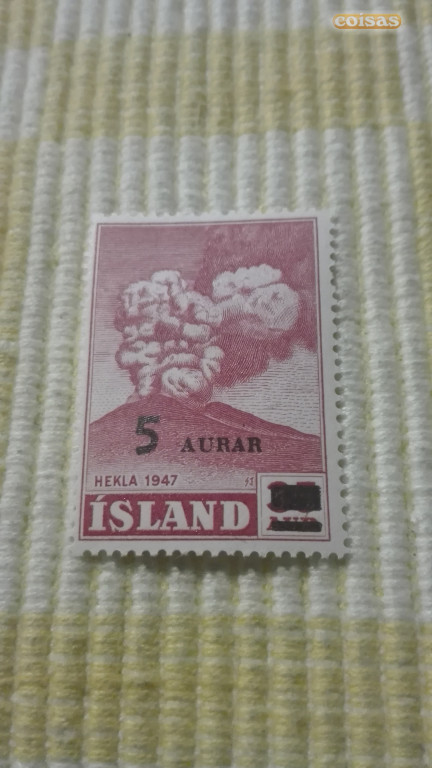 coisas
5 AURAR
HEKLA 1947
ÍSLAND